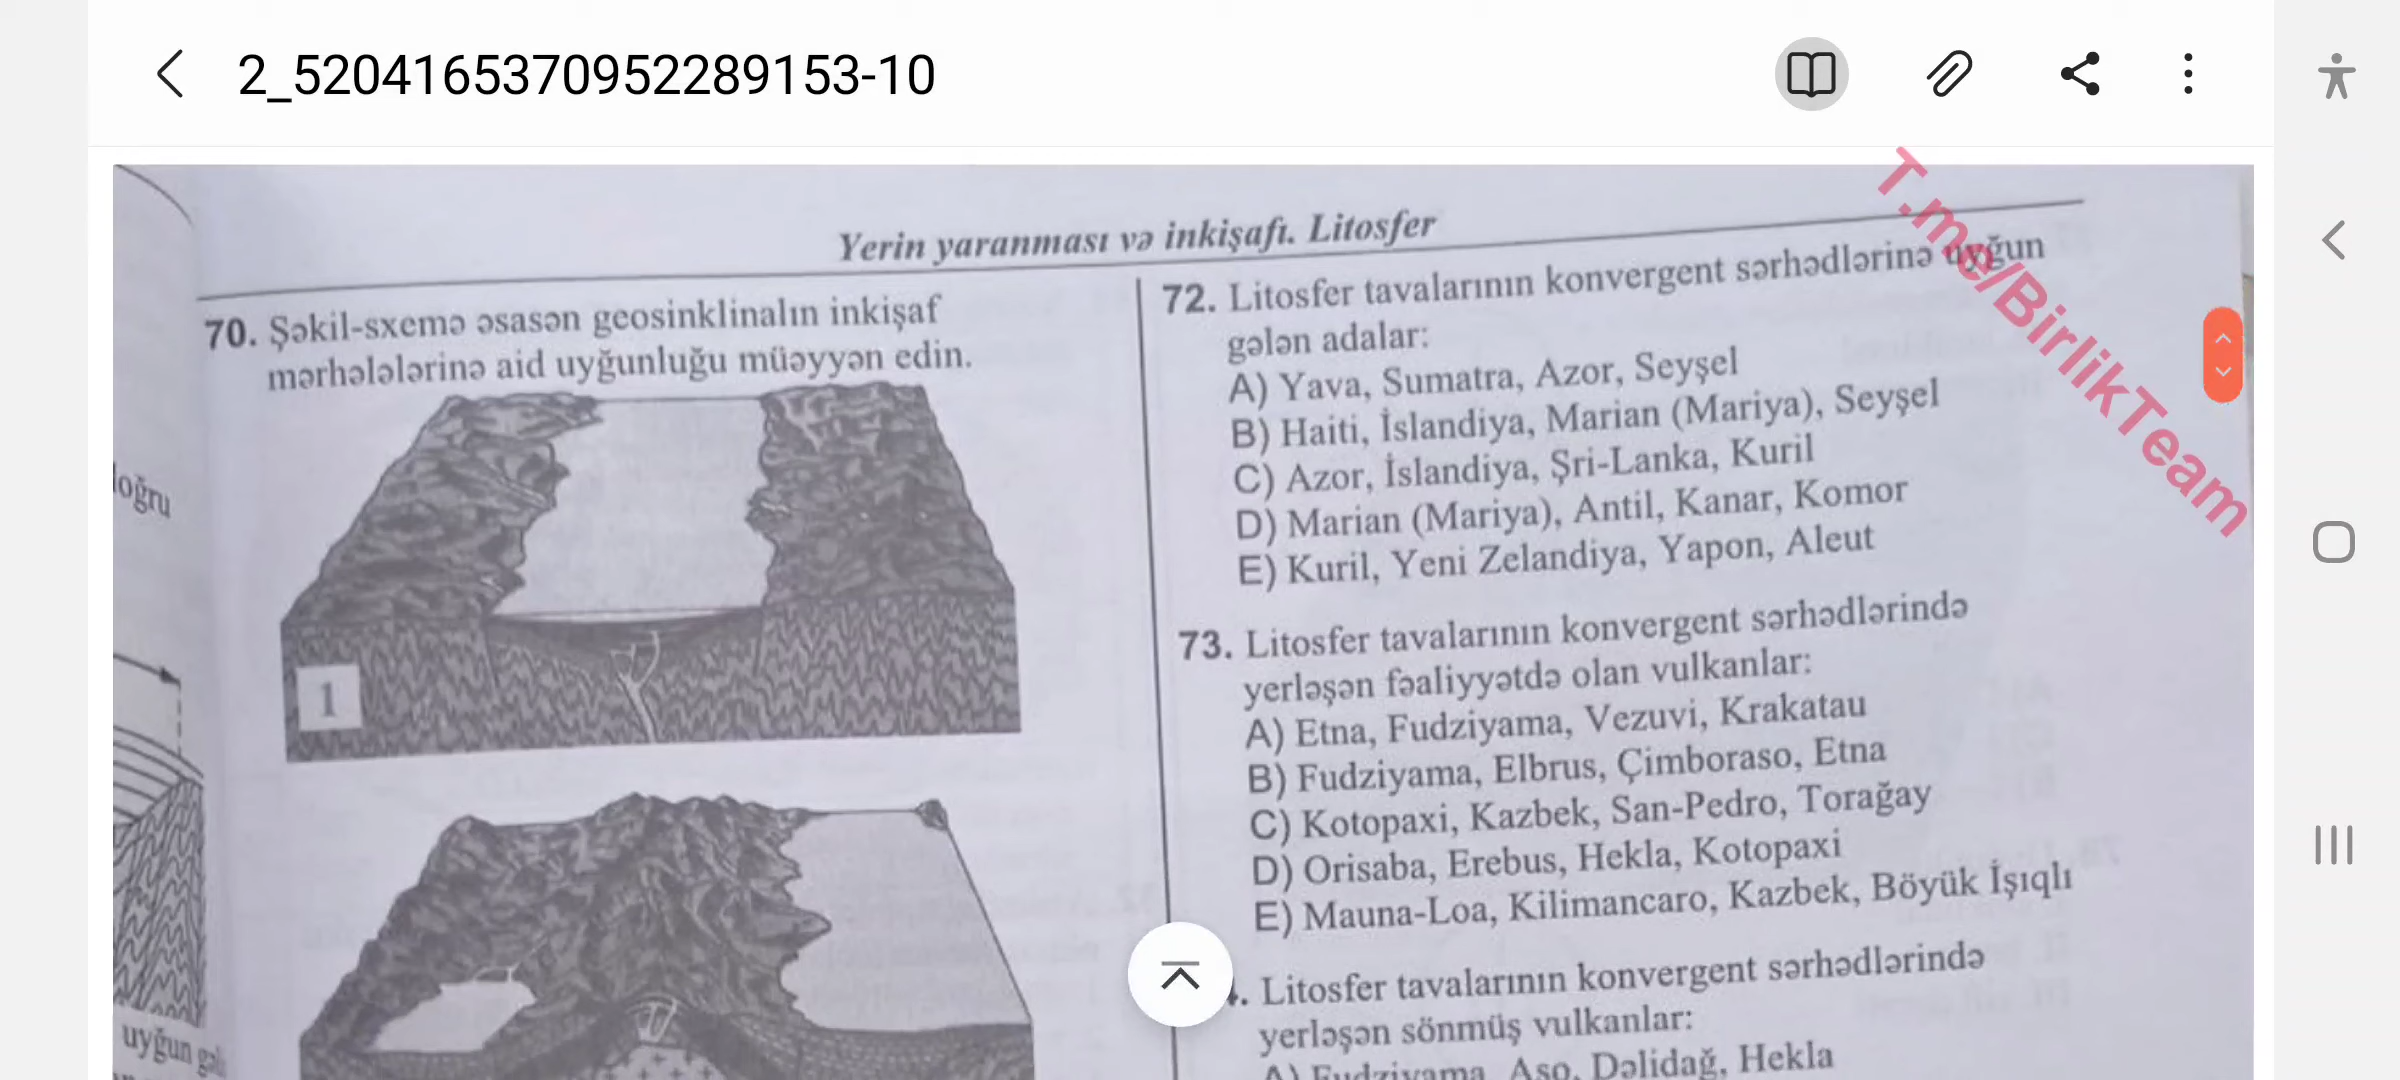 2_5204165370952289153-10
T.me/BirlikTeam
Yerin yaranması və inkişafı. Litosfer
loğru
uyğun
70. Şəkil-sxemə əsasən geosinklinalın inkişaf
mərhələlərinə aid uyğunluğu müəyyən edin.
1
72. Litosfer tavalarının konvergent sərhədlərinə uyğun
gələn adalar:
A) Yava, Sumatra, Azor, Seyşel
B) Haiti, İslandiya, Marian (Mariya), Seyşel
C) Azor, İslandiya, Şri-Lanka, Kuril
D) Marian (Mariya), Antil, Kanar, Komor
E) Kuril, Yeni Zelandiya, Yapon, Aleut
73. Litosfer tavalarının konvergent sərhədlərində
yerləşən fəaliyyətdə olan vulkanlar:
A) Etna, Fudziyama, Vezuvi, Krakatau
B) Fudziyama, Elbrus, Çimboraso, Etna
C) Kotopaxi, Kazbek, San-Pedro, Torağay
D) Orisaba, Erebus, Hekla, Kotopaxi
E) Mauna-Loa, Kilimancaro, Kazbek, Böyük İşıqlı
. Litosfer tavalarının konvergent sərhədlərində
yerləşən sönmüş vulkanlar:
A) Fudziyama, Aso, Dəlidağ, Hekla